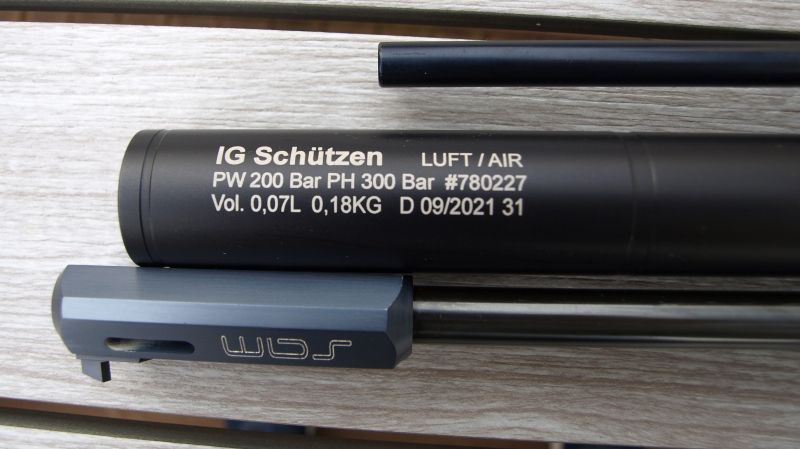 IG Schützen LUFT / AIR
PW 200 Bar PH 300 Bar #780227
Vol. 0,07L 0,18KG D 09/2021 31
sam